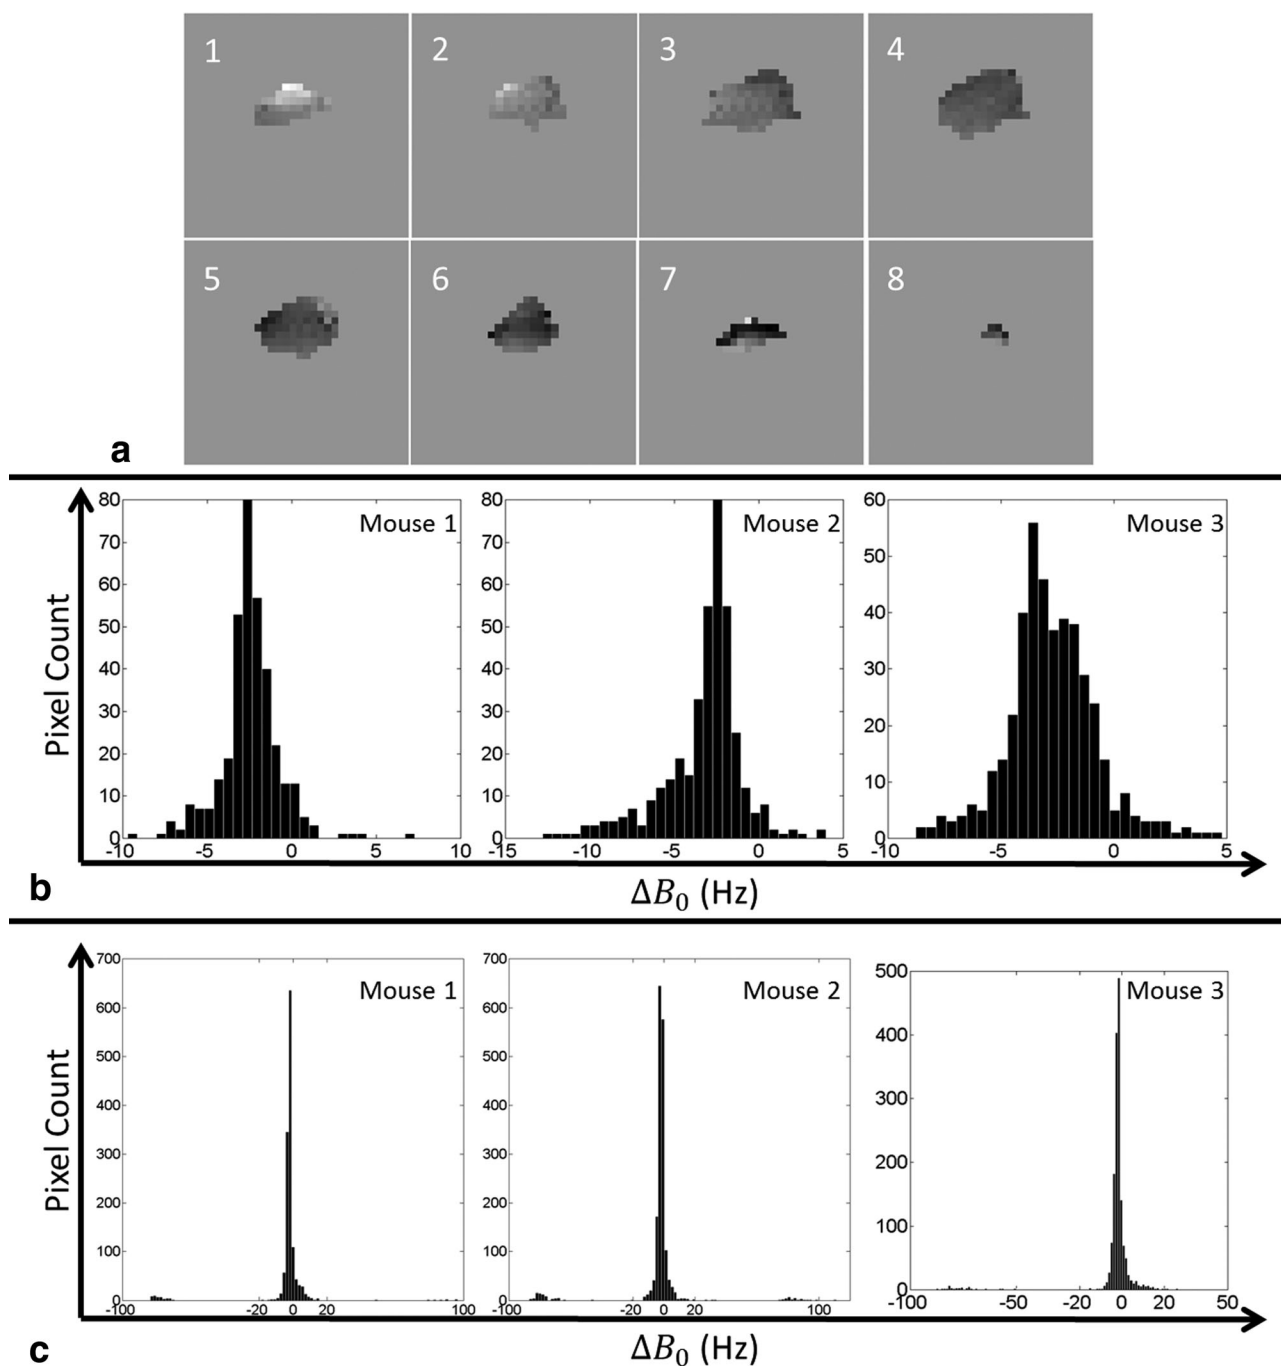 1 2 3 4
5 6 7 8
a
Pixel Count
80 70 60 50 40 30 20 10 0
-10 -5 0 5 10
Mouse 1
80 70 60 50 40 30 20 10 0
-15 -10 -5 0 5
Mouse 2
60 50 40 30 20 10 0
-10 -5 0 5
Mouse 3
b
ΔB₀ (Hz)
Pixel Count
700 600 500 400 300 200 100 0
-100 -20 0 20 100
Mouse 1
700 600 500 400 300 200 100 0
-100 -20 0 20 100
Mouse 2
500 400 300 200 100 0
-100 -50 -20 0 20 50
Mouse 3
c
ΔB₀ (Hz)